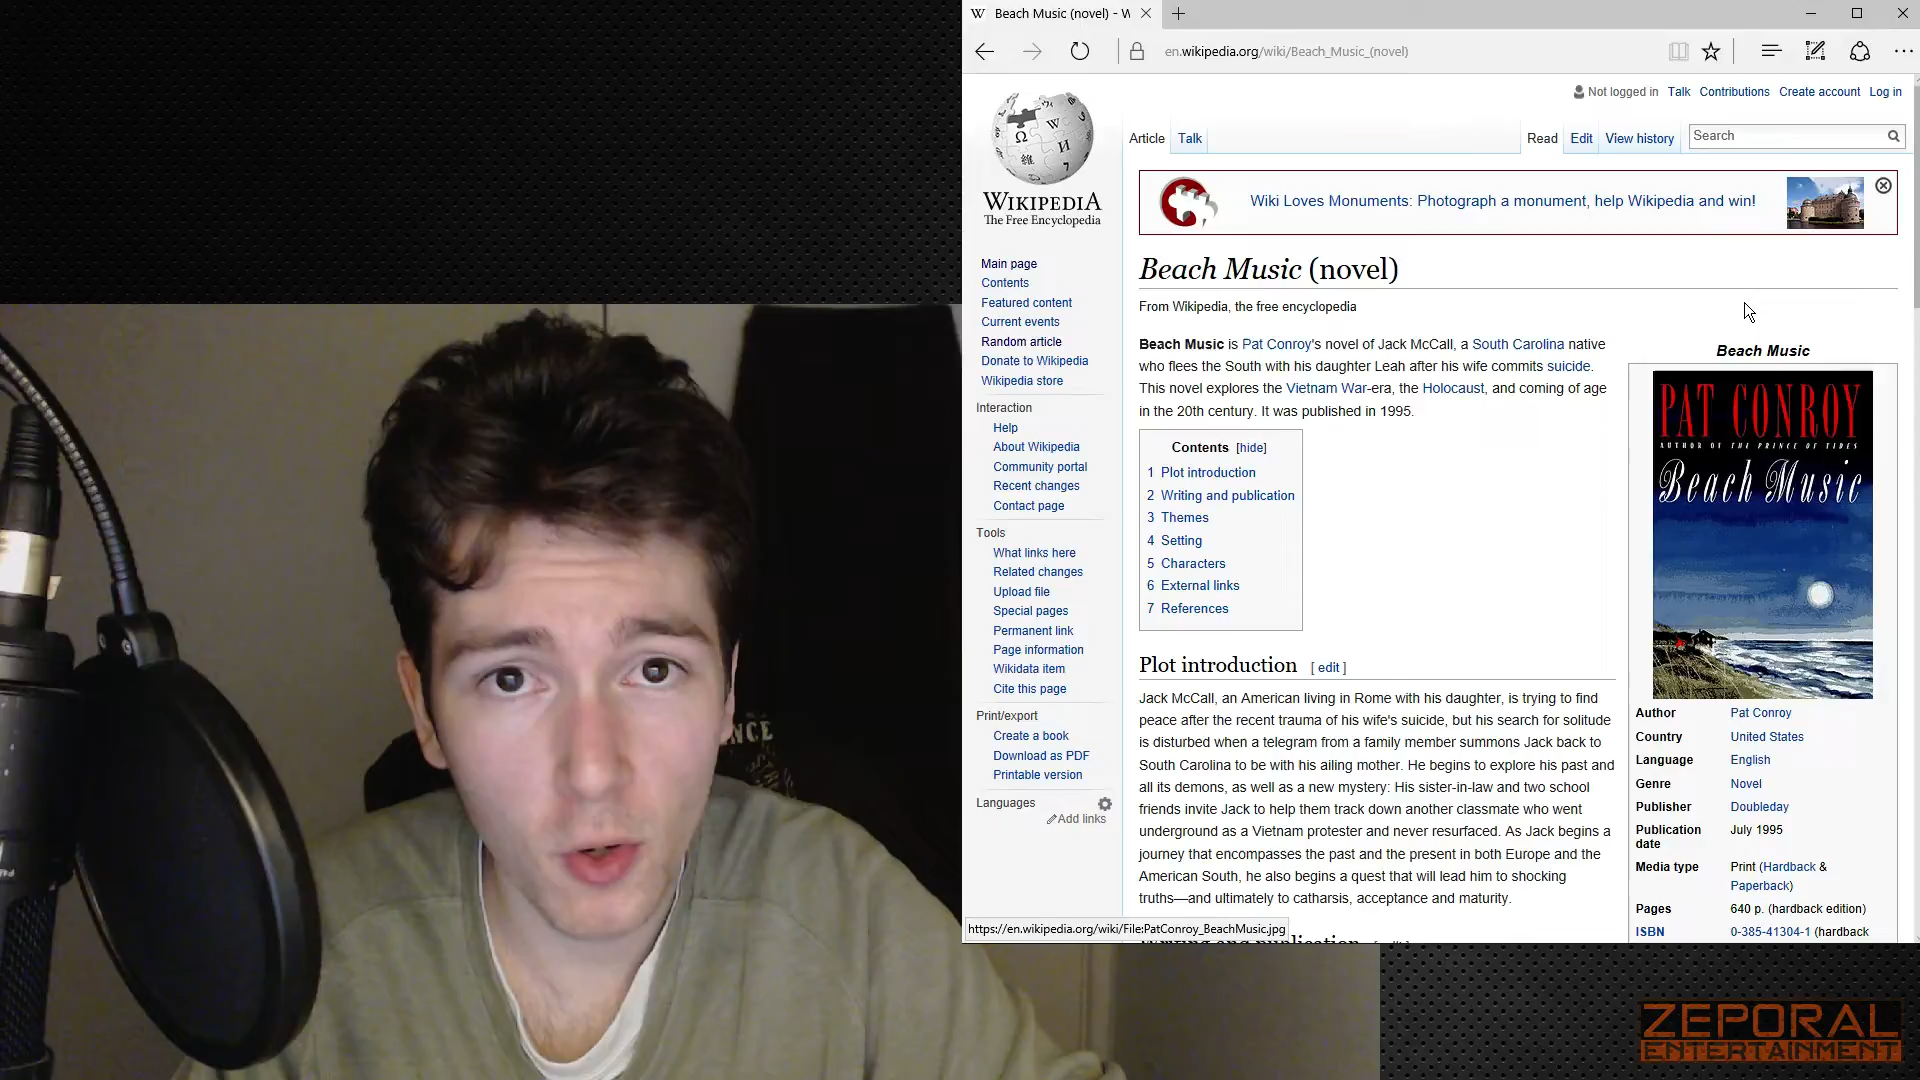 Beach Music (novel) - W
en.wikipedia.org/wiki/Beach_Music_(novel)
Not logged in Talk Contributions Create account Log in
Article Talk Read Edit View history Search
WIKIPEDIA
The Free Encyclopedia
Wiki Loves Monuments: Photograph a monument, help Wikipedia and win!
Main page
Contents
Featured content
Current events
Random article
Donate to Wikipedia
Wikipedia store
Interaction
Help
About Wikipedia
Community portal
Recent changes
Contact page
Tools
What links here
Related changes
Upload file
Special pages
Permanent link
Page information
Wikidata item
Cite this page
Print/export
Create a book
Download as PDF
Printable version
Languages
Add links
Beach Music (novel)
From Wikipedia, the free encyclopedia
Beach Music is Pat Conroy's novel of Jack McCall, a South Carolina native
who flees the South with his daughter Leah after his wife commits suicide.
This novel explores the Vietnam War-era, the Holocaust, and coming of age
in the 20th century. It was published in 1995.
Contents [hide]
1 Plot introduction
2 Writing and publication
3 Themes
4 Setting
5 Characters
6 External links
7 References
Plot introduction [ edit ]
Jack McCall, an American living in Rome with his daughter, is trying to find
peace after the recent trauma of his wife's suicide, but his search for solitude
is disturbed when a telegram from a family member summons Jack back to
South Carolina to be with his ailing mother. He begins to explore his past and
all its demons, as well as a new mystery: His sister-in-law and two school
friends invite Jack to help them track down another classmate who went
underground as a Vietnam protester and never resurfaced. As Jack begins a
journey that encompasses the past and the present in both Europe and the
American South, he also begins a quest that will lead him to shocking
truths—and ultimately to catharsis, acceptance and maturity.
Writing and publication [ edit ]
Beach Music
PAT CONROY
AUTHOR OF THE PRINCE OF TIDES
Beach Music
Author Pat Conroy
Country United States
Language English
Genre Novel
Publisher Doubleday
Publication July 1995
date
Media type Print (Hardback &
Paperback)
Pages 640 p. (hardback edition)
ISBN 0-385-41304-1 (hardback
https://en.wikipedia.org/wiki/File:PatConroy_BeachMusic.jpg
NCE
ZEPORAL
ENTERTAINMENT